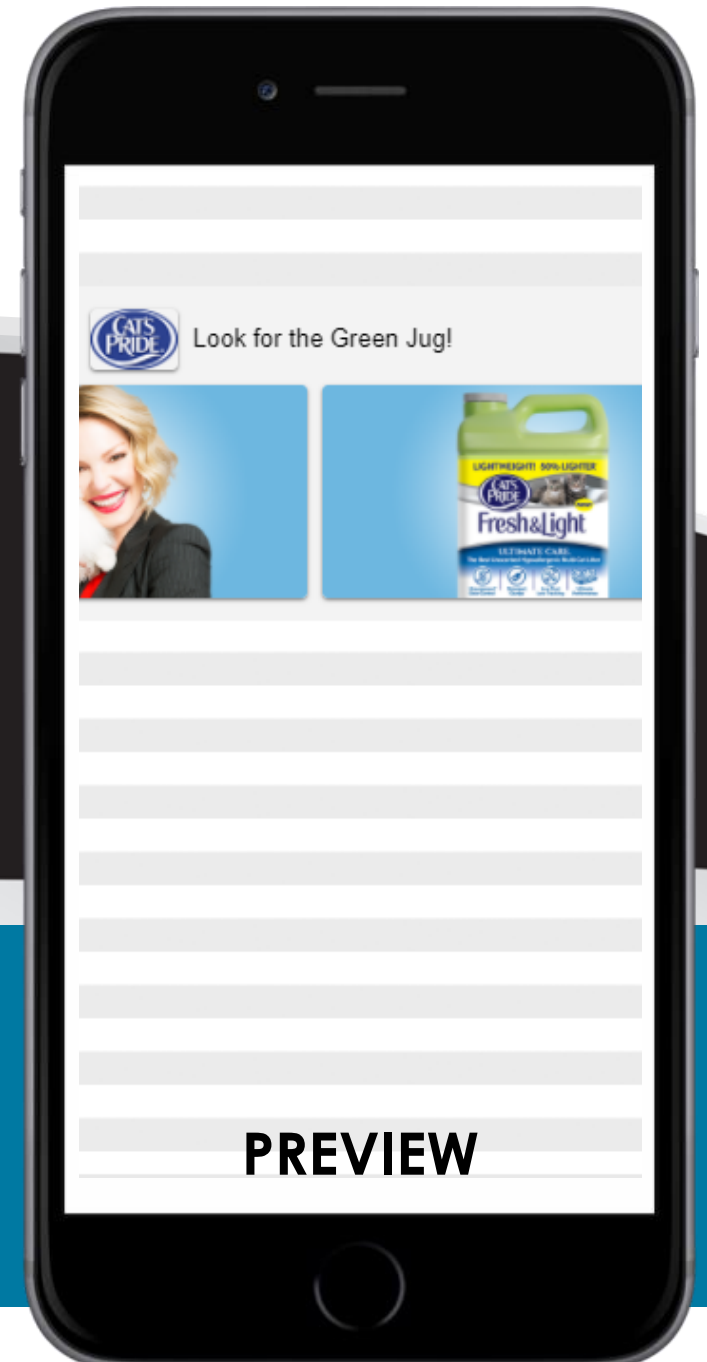 CAT'S
PRIDE
Look for the Green Jug!
LIGHTWEIGHT! 50% LIGHTER
CAT'S
PRIDE
Fresh&Light
ULTIMATE CARE
PREVIEW